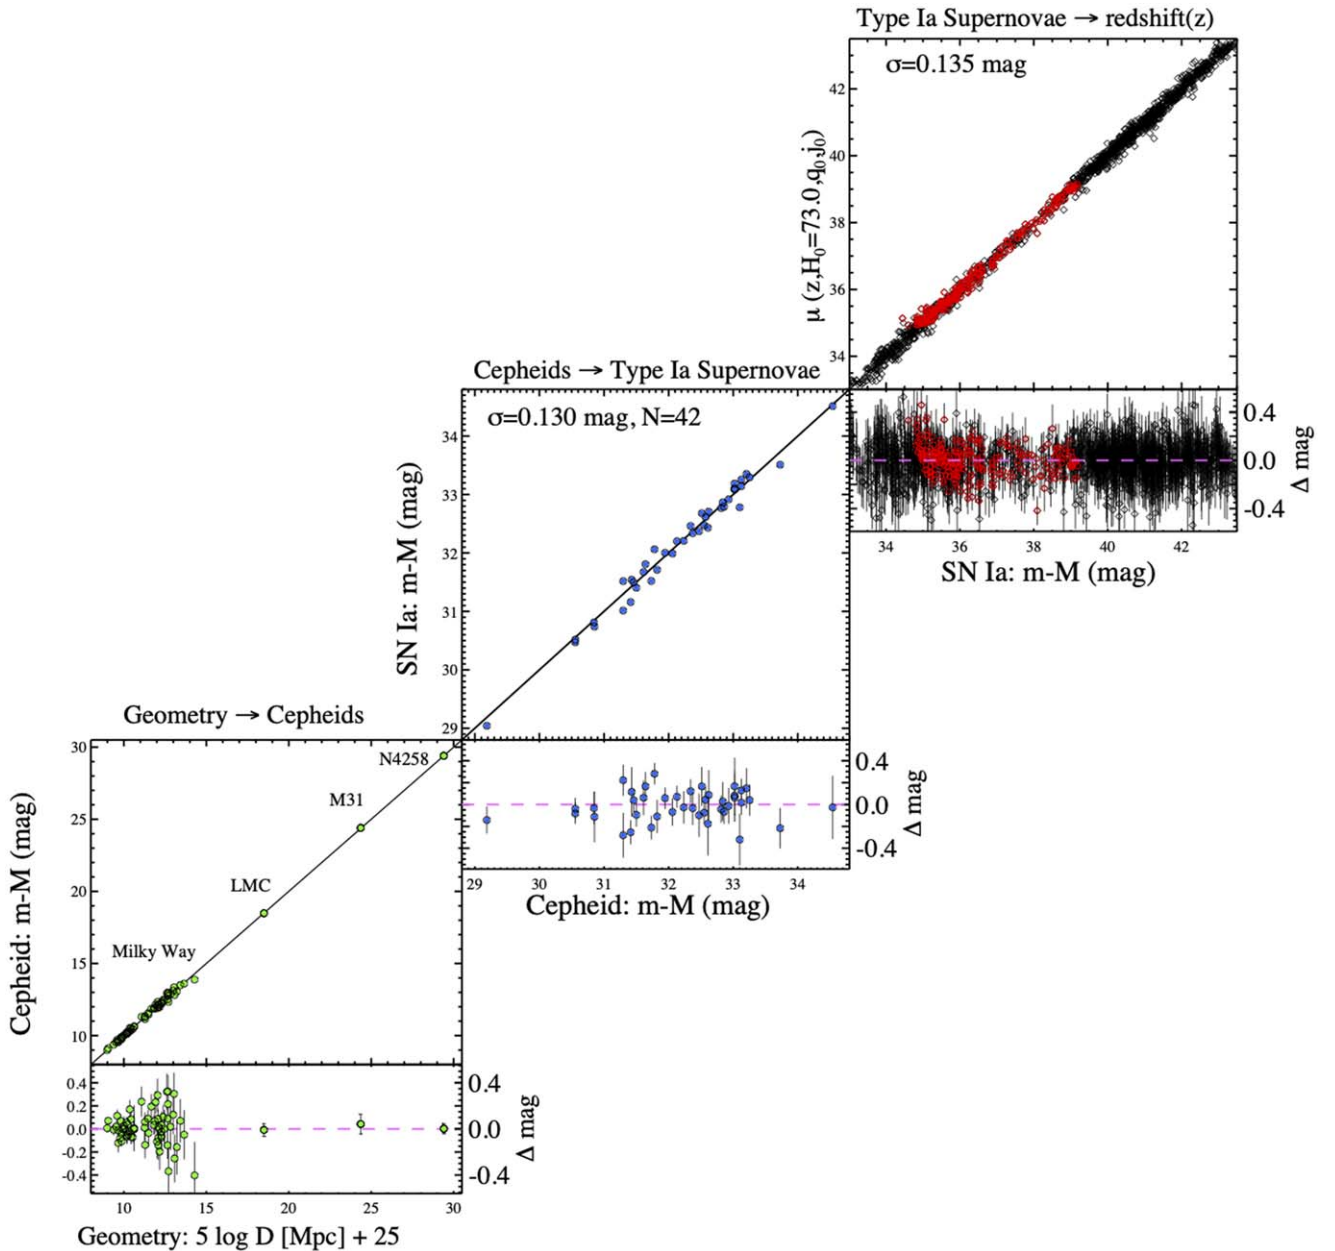 Type Ia Supernovae → redshift(z)
σ=0.135 mag
42
40
38
36
34
μ (z,H₀=73.0,q₀,j₀)
0.4
0.0
-0.4
Δ mag
34 36 38 40 42
SN Ia: m-M (mag)
Cepheids → Type Ia Supernovae
σ=0.130 mag, N=42
34
33
32
31
30
29
SN Ia: m-M (mag)
0.4
0.0
-0.4
Δ mag
29 30 31 32 33 34
Cepheid: m-M (mag)
Geometry → Cepheids
30
25
20
15
10
Cepheid: m-M (mag)
N4258
M31
LMC
Milky Way
0.4
0.2
0.0
-0.2
-0.4
0.4
0.0
-0.4
Δ mag
10 15 20 25 30
Geometry: 5 log D [Mpc] + 25